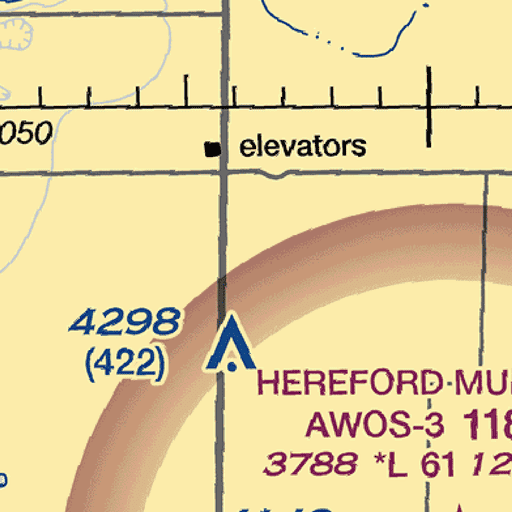 050
elevators
4298
(422)
HEREFORD MU
AWOS-3 118
3788 *L 61 12